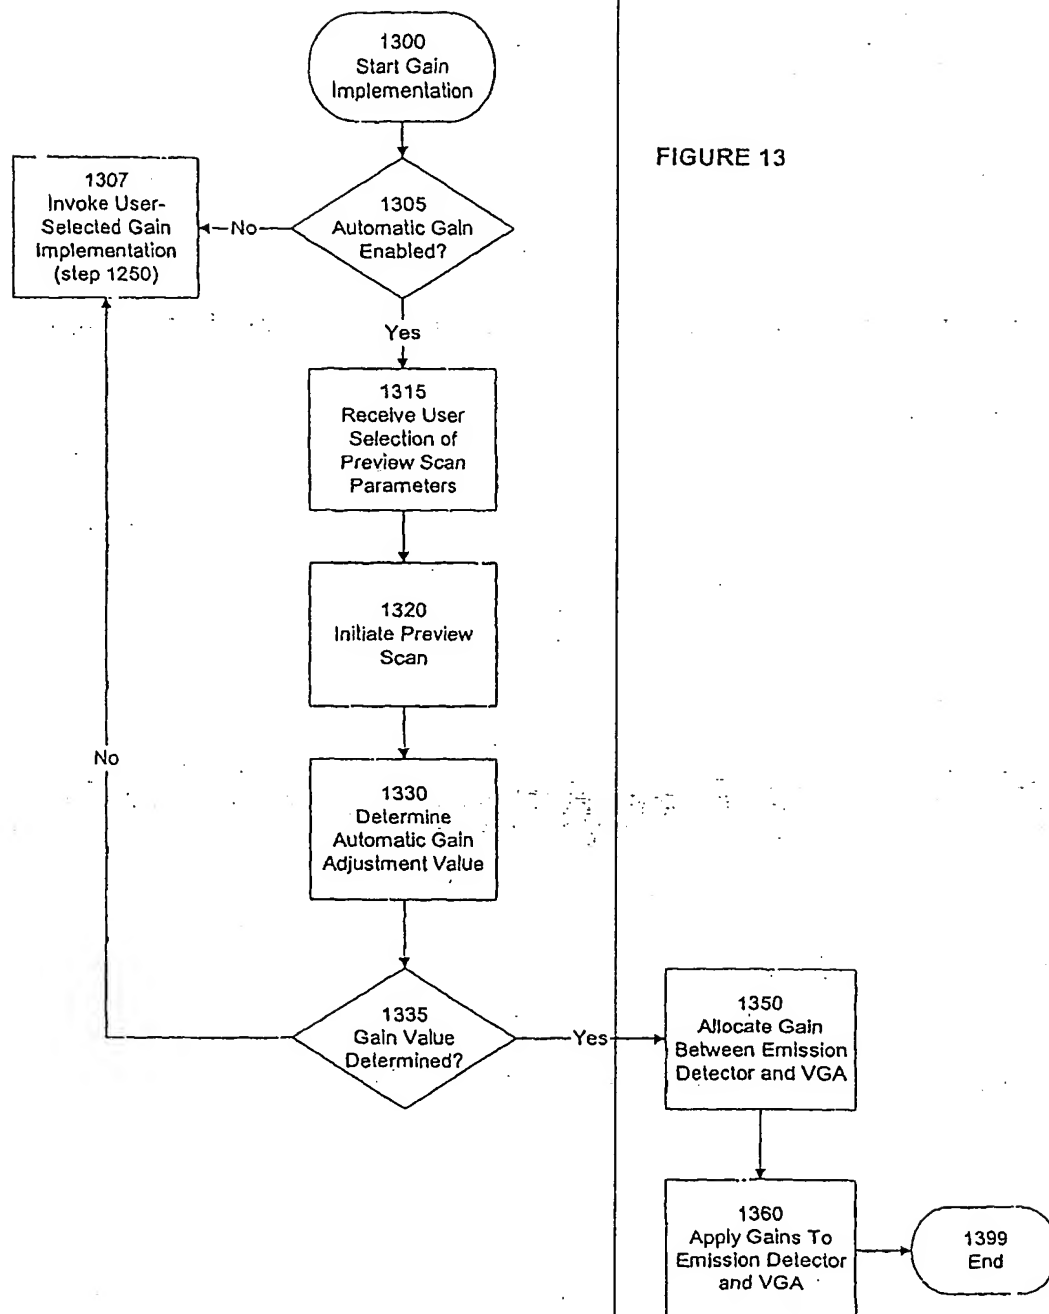 1300
Start Gain
Implementation
FIGURE 13
1307
Invoke User-
Selected Gain
Implementation
(step 1250)
No
1305
Automatic Gain
Enabled?
Yes
1315
Receive User
Selection of
Preview Scan
Parameters
1320
Initiate Preview
Scan
No
1330
Determine
Automatic Gain
Adjustment Value
1335
Gain Value
Determined?
Yes
1350
Allocate Gain
Between Emission
Detector and VGA
1360
Apply Gains To
Emission Detector
and VGA
1399
End